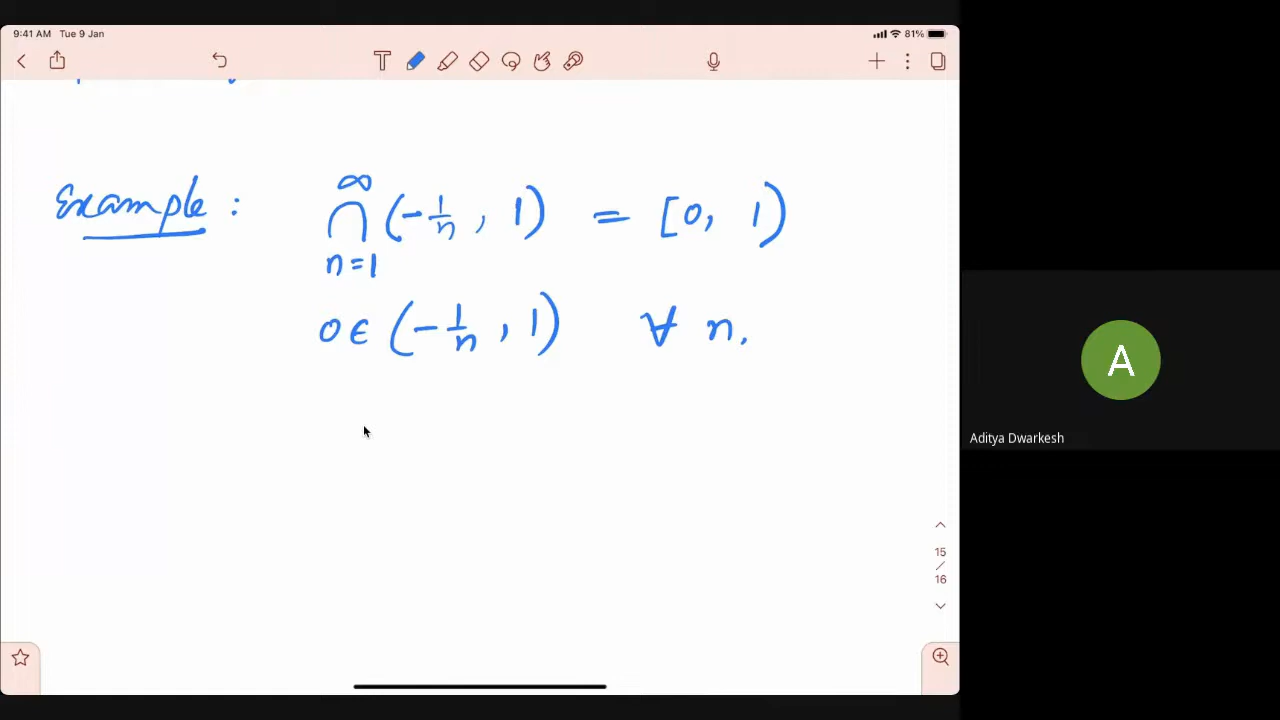 9:41 AM Tue 9 Jan
81%
T
Example : ∞
∩ (-1/n, 1) = [0, 1)
n=1
0 ∈ (-1/n, 1) ∀ n.
A
Aditya Dwarkesh
15
/
16